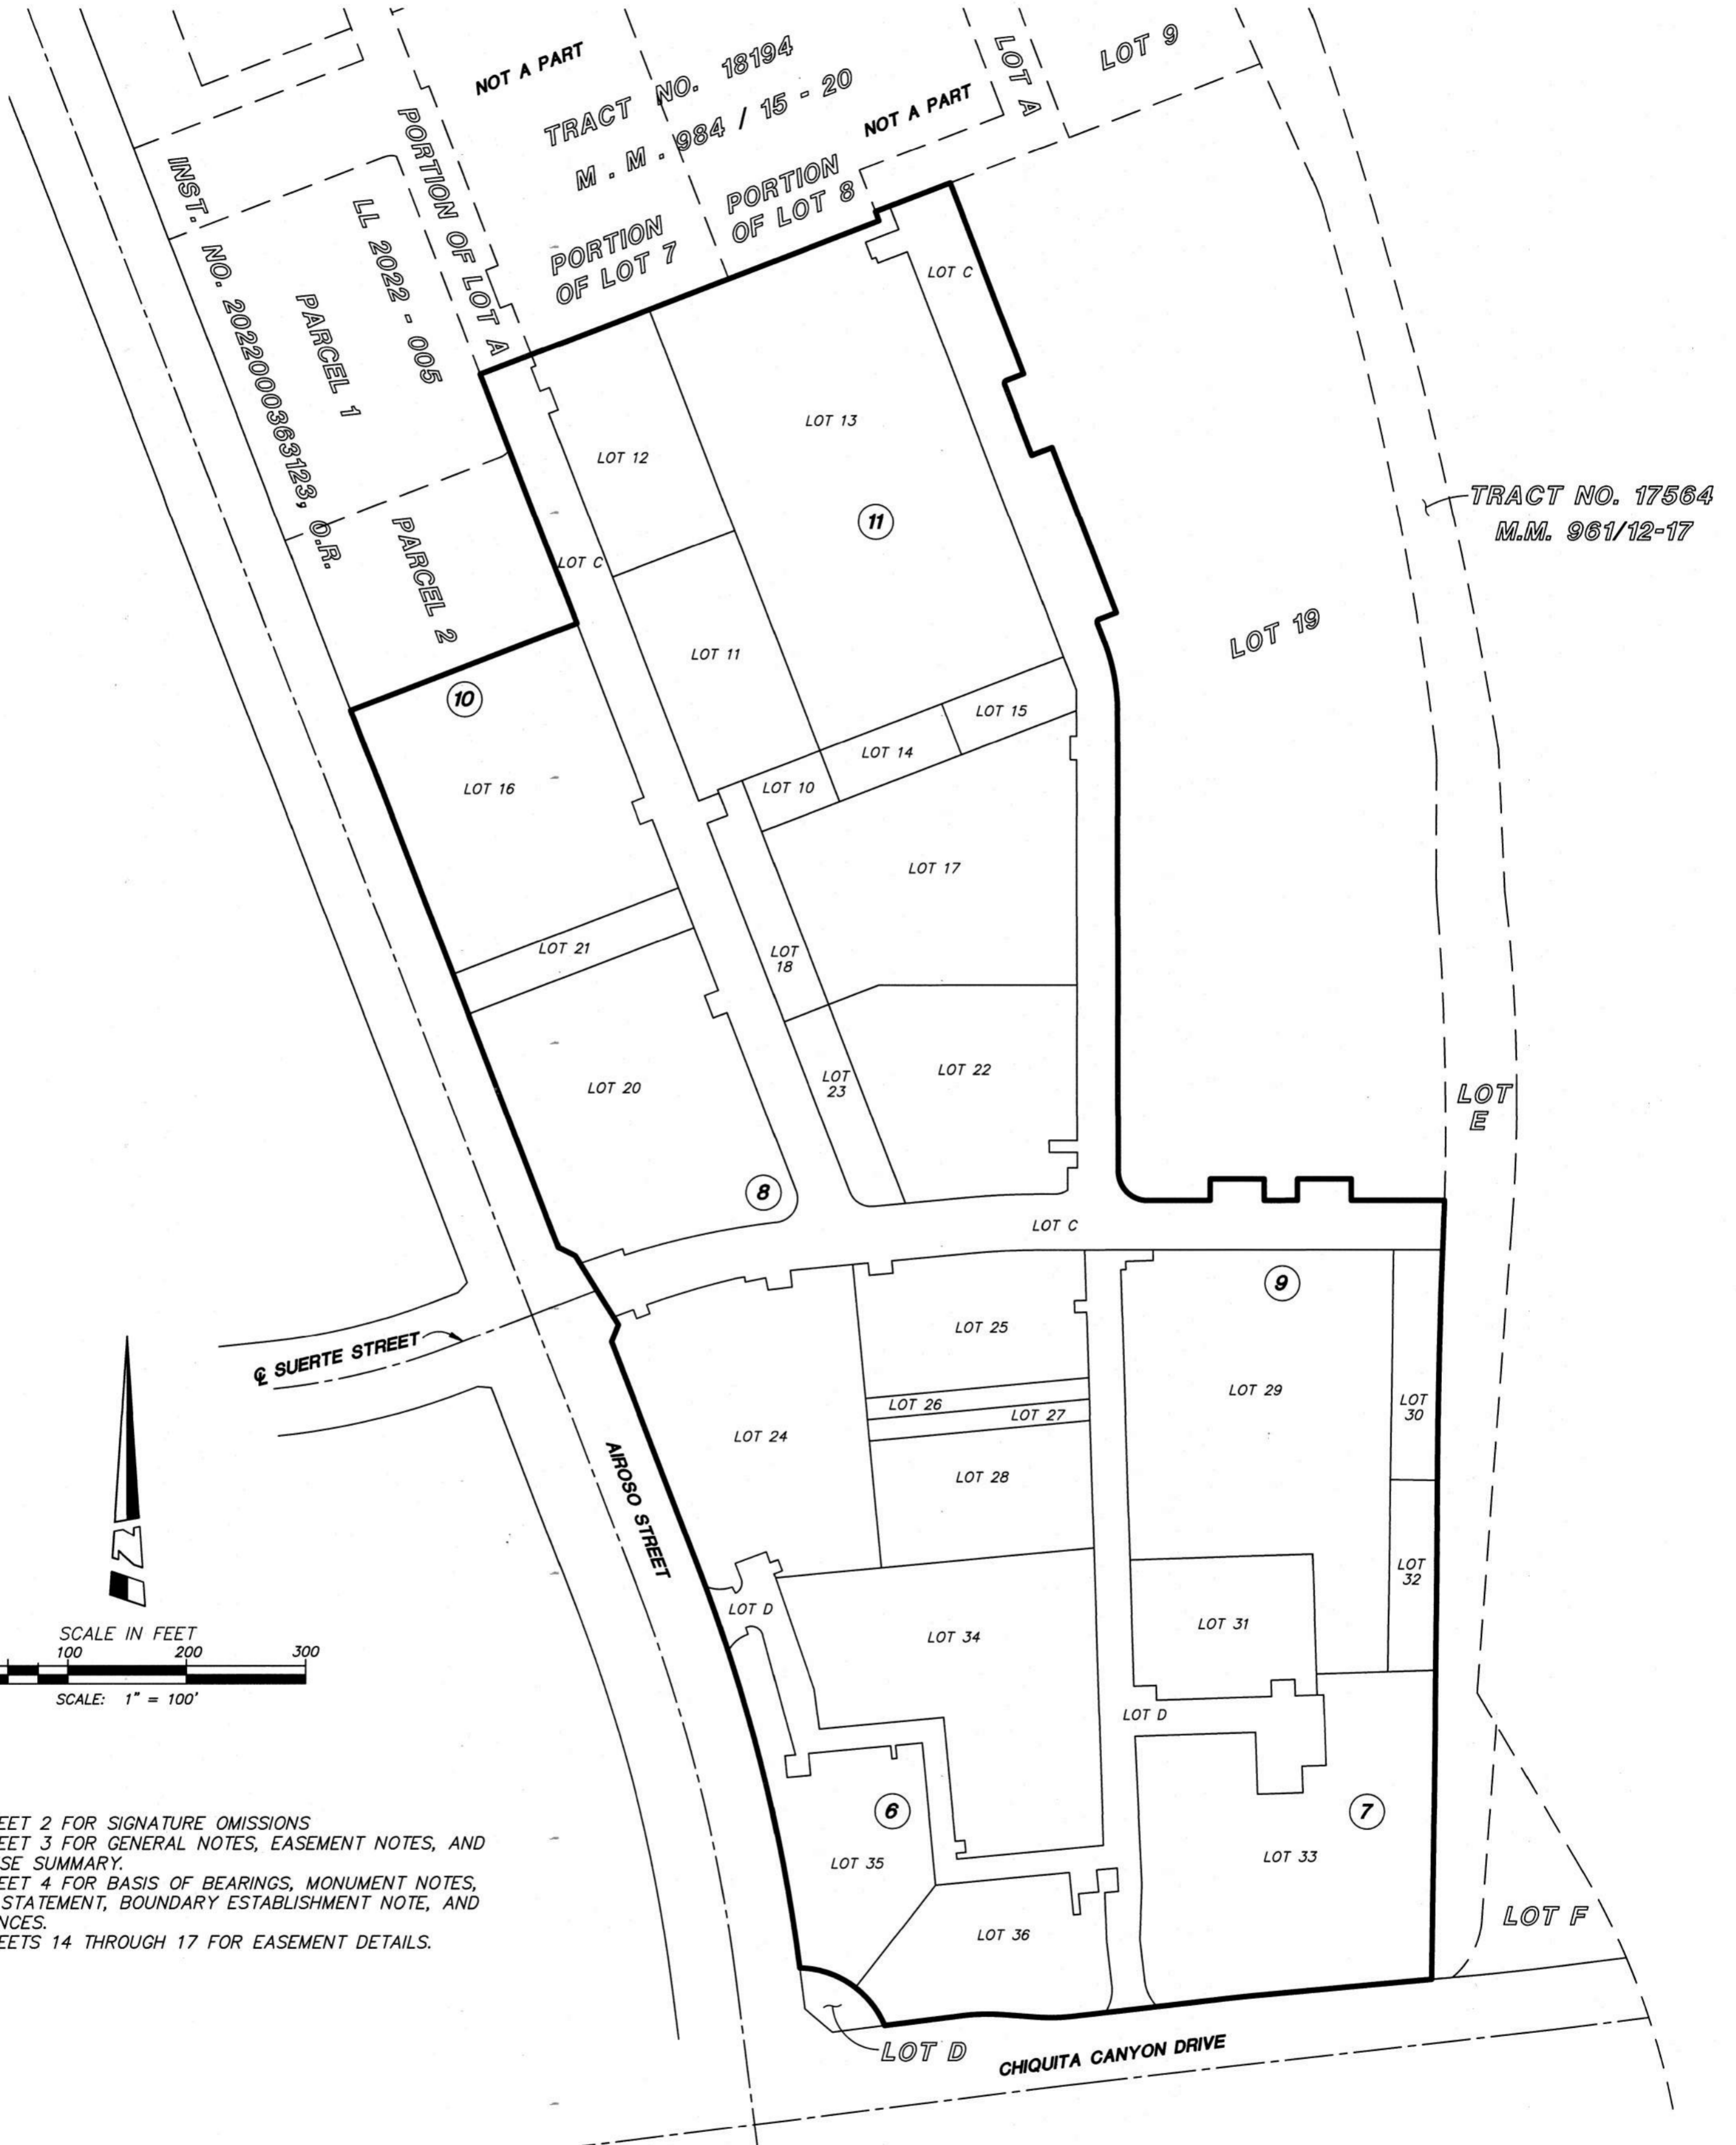 NOT A PART
TRACT NO. 18194
M . M . 984 / 15 - 20
NOT A PART
LOT A
LOT 9
PORTION OF LOT A
PORTION
OF LOT 7
PORTION
OF LOT 8
INST. NO. 2022000363123, O.R.
LL 2022 - 005
PARCEL 1
PARCEL 2
LOT C
LOT 13
LOT 12
11
TRACT NO. 17564
M.M. 961/12-17
LOT C
LOT 19
LOT 11
10
LOT 15
LOT 14
LOT 10
LOT 16
LOT 17
LOT 21
LOT
18
LOT 20
LOT
23
LOT 22
LOT
E
8
LOT C
9
LOT 25
℄ SUERTE STREET
LOT 26
LOT 27
LOT 29
LOT
30
LOT 24
LOT 28
AIROSO STREET
LOT
32
LOT D
LOT 34
LOT 31
SCALE IN FEET
100 200 300
SCALE: 1" = 100'
LOT D
EET 2 FOR SIGNATURE OMISSIONS
EET 3 FOR GENERAL NOTES, EASEMENT NOTES, AND
SE SUMMARY.
EET 4 FOR BASIS OF BEARINGS, MONUMENT NOTES,
STATEMENT, BOUNDARY ESTABLISHMENT NOTE, AND
NCES.
EETS 14 THROUGH 17 FOR EASEMENT DETAILS.
6
7
LOT 35
LOT 33
LOT 36
LOT F
LOT D
CHIQUITA CANYON DRIVE
N